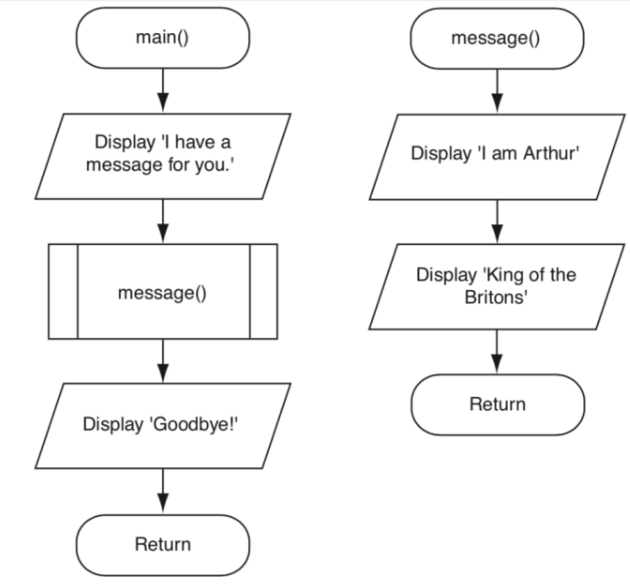 main()
Display 'I have a
message for you.'
message()
Display 'Goodbye!'
Return
message()
Display 'I am Arthur'
Display 'King of the
Britons'
Return